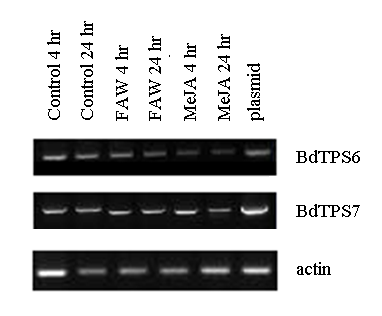 Control 4 hr
Control 24 hr
FAW 4 hr
FAW 24 hr
MeJA 4 hr
MeJA 24 hr
plasmid
BdTPS6
BdTPS7
actin